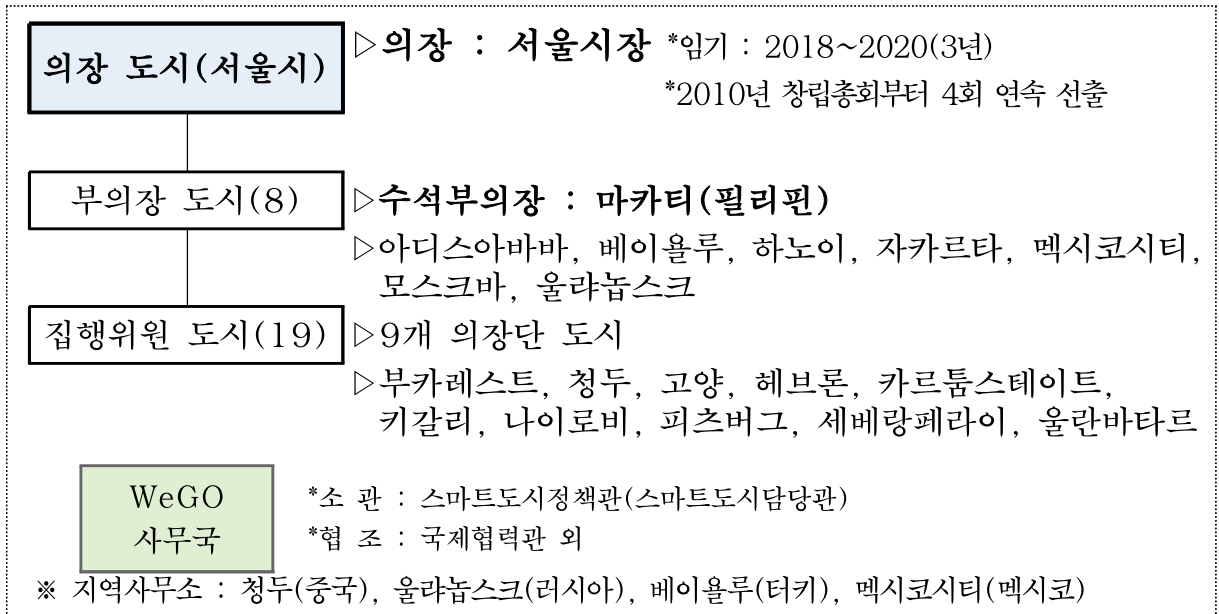 의장 도시(서울시)
▷의장 : 서울시장 *임기 : 2018~2020(3년)
*2010년 창립총회부터 4회 연속 선출
부의장 도시(8)
▷수석부의장 : 마카티(필리핀)
▷아디스아바바, 베이욜루, 하노이, 자카르타, 멕시코시티,
모스크바, 울랴놉스크
집행위원 도시(19)
▷9개 의장단 도시
▷부카레스트, 청두, 고양, 헤브론, 카르툼스테이트,
키갈리, 나이로비, 피츠버그, 세베랑페라이, 울란바타르
WeGO
사무국
*소 관 : 스마트도시정책관(스마트도시담당관)
*협 조 : 국제협력관 외
※ 지역사무소 : 청두(중국), 울랴놉스크(러시아), 베이욜루(터키), 멕시코시티(멕시코)